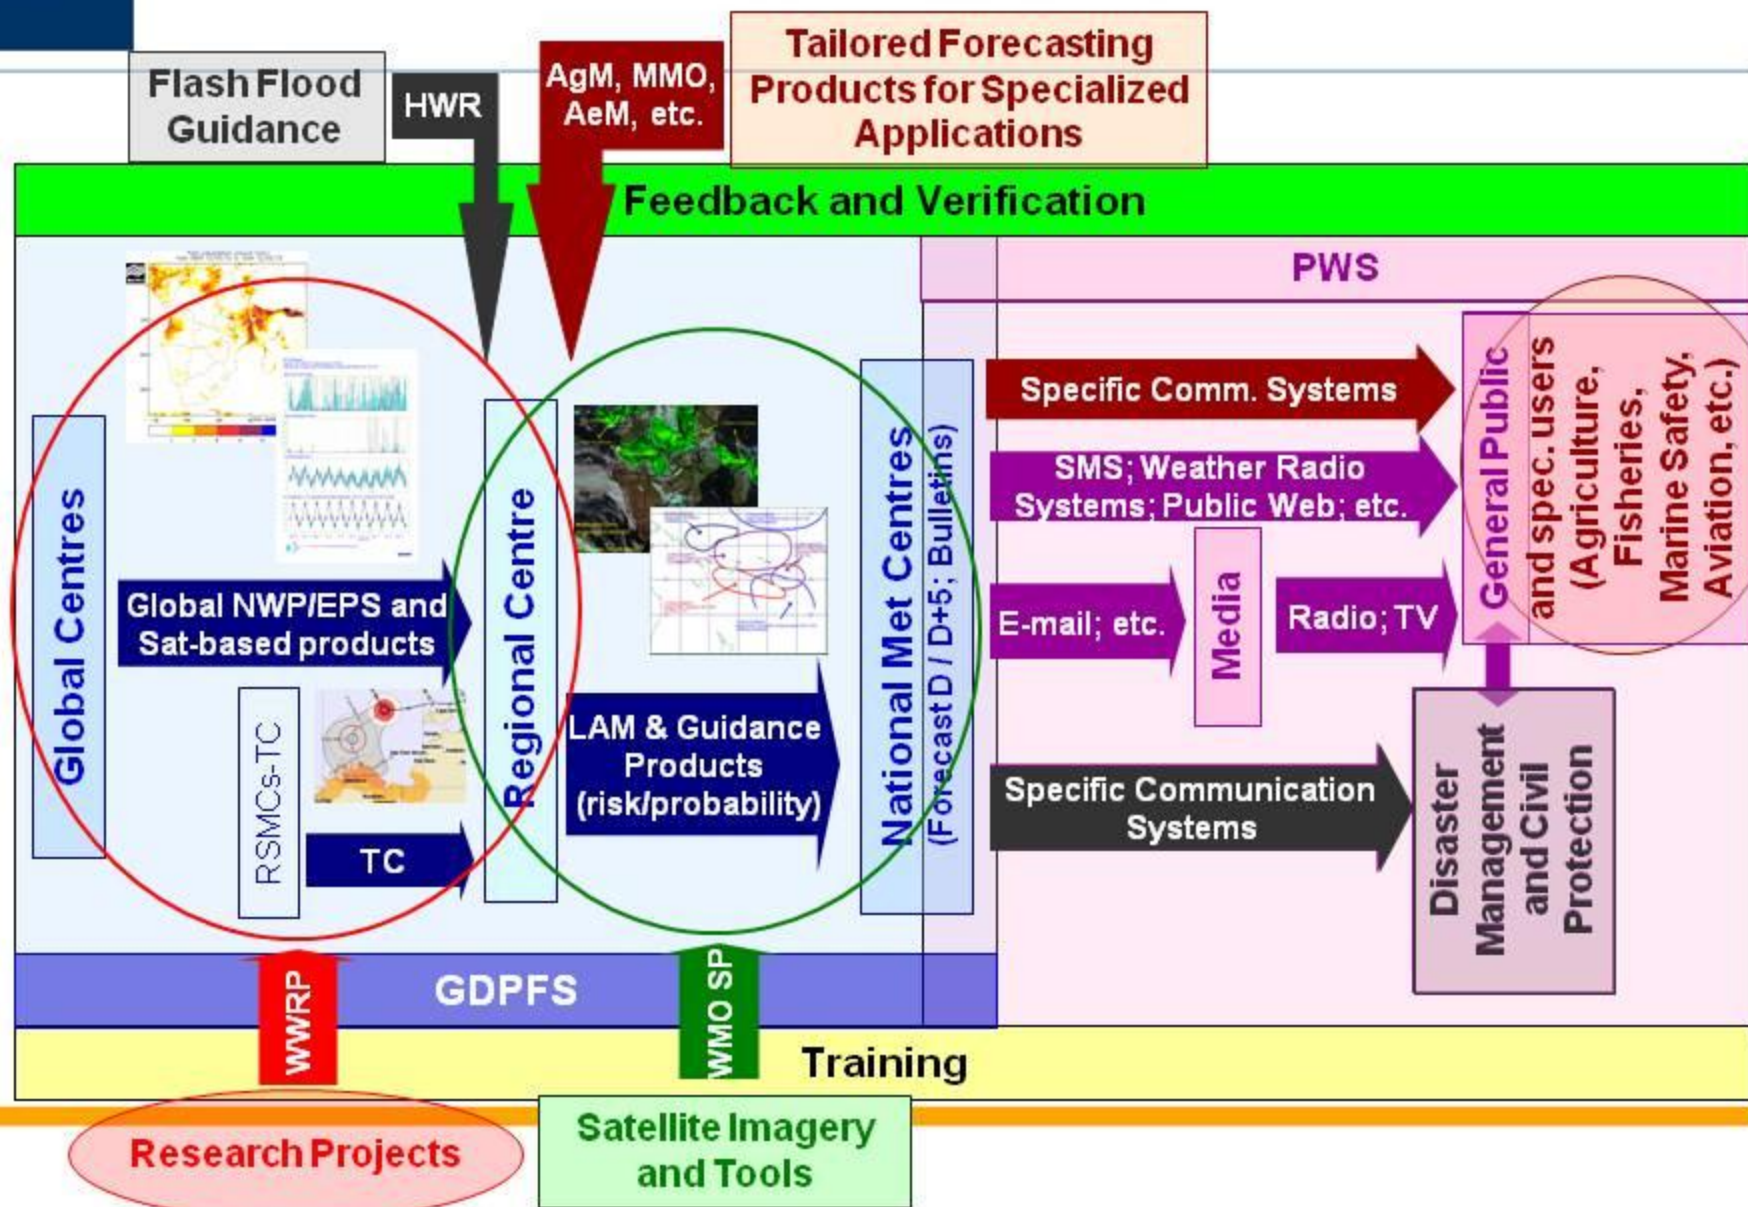 Flash Flood
Guidance
HWR
AgM, MMO,
AeM, etc.
Tailored Forecasting
Products for Specialized
Applications
Feedback and Verification
PWS
Global Centres
Global NWP/EPS and
Sat-based products
RSMCs-TC
TC
Regional Centre
LAM & Guidance
Products
(risk/probability)
National Met Centres
(Forecast D / D+5; Bulletins)
Specific Comm. Systems
SMS; Weather Radio
Systems; Public Web; etc.
E-mail; etc.
Media
Radio; TV
General Public
and spec. users
(Agriculture,
Fisheries,
Marine Safety,
Aviation, etc.)
Specific Communication
Systems
Disaster
Management
and Civil
Protection
GDPFS
WWRP
WMO SP
Training
Research Projects
Satellite Imagery
and Tools